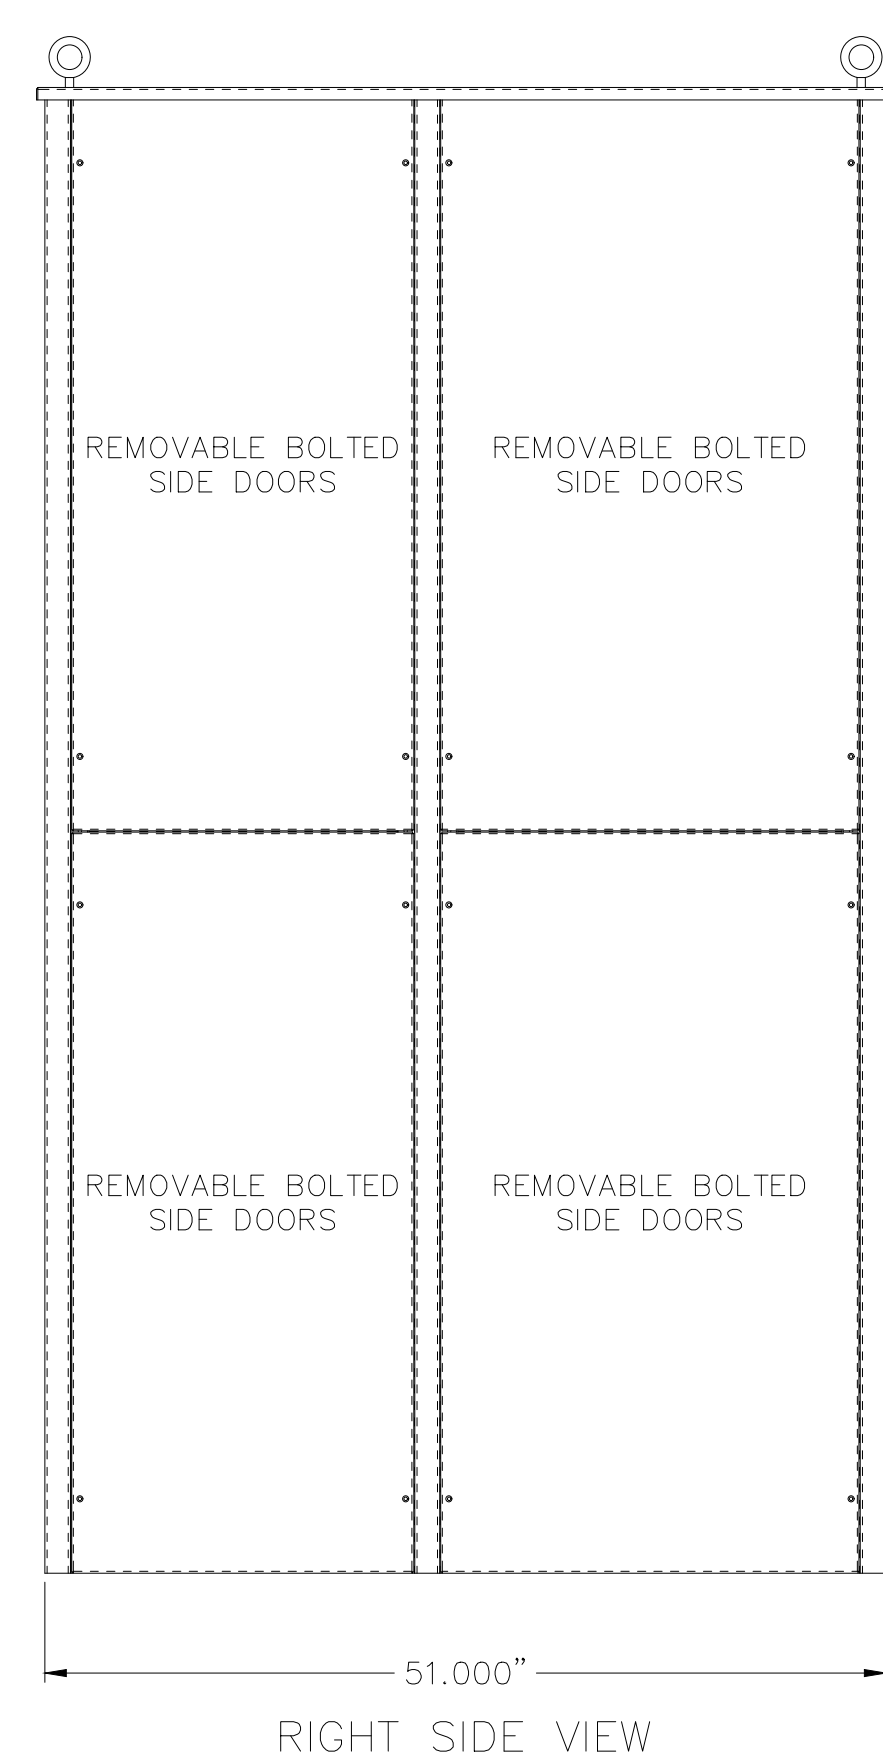 REMOVABLE BOLTED
SIDE DOORS
REMOVABLE BOLTED
SIDE DOORS
REMOVABLE BOLTED
SIDE DOORS
REMOVABLE BOLTED
SIDE DOORS
51.000”
RIGHT SIDE VIEW